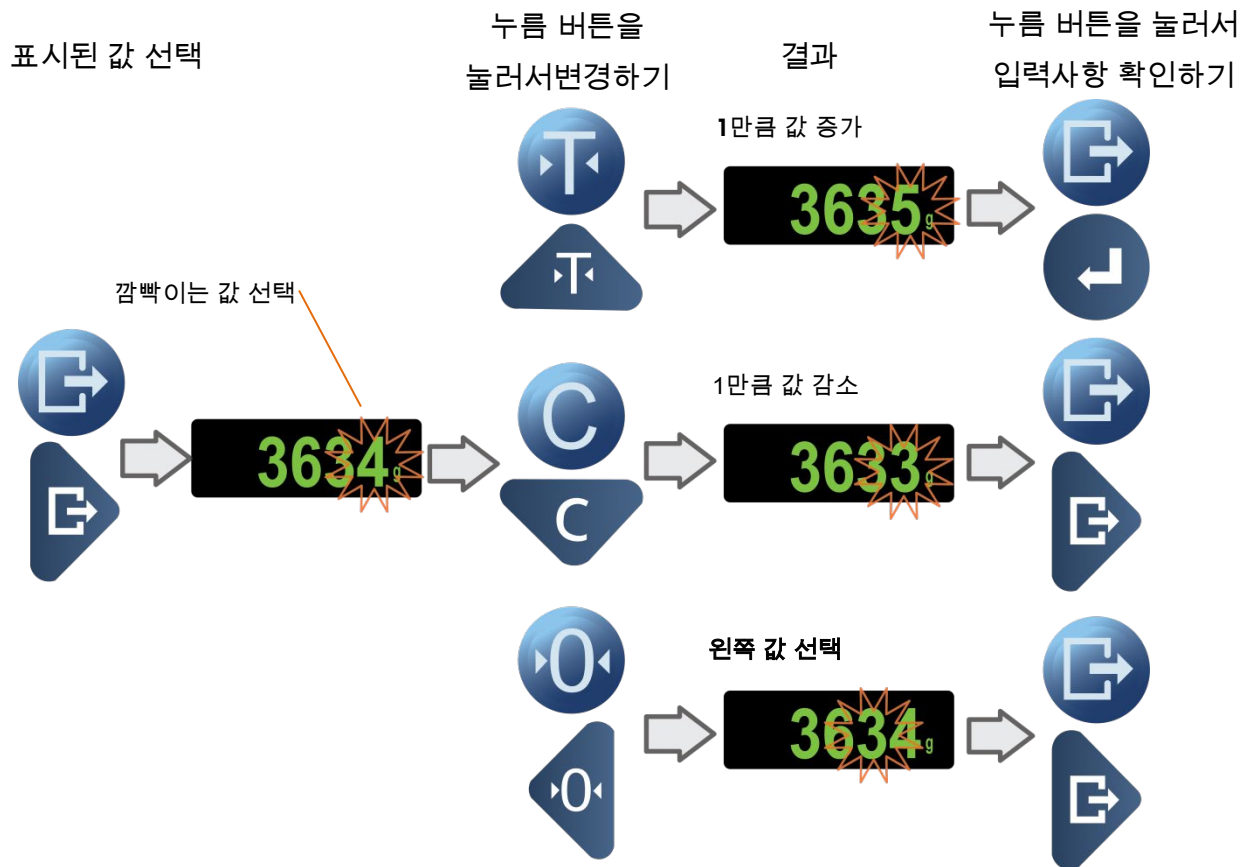 표시된 값 선택
누름 버튼을
눌러서변경하기
결과
누름 버튼을 눌러서
입력사항 확인하기
T
1만큼 값 증가
3635 g
T
깜빡이는 값 선택
3634 g
C
1만큼 값 감소
3633 g
C
0
왼쪽 값 선택
3634 g
0